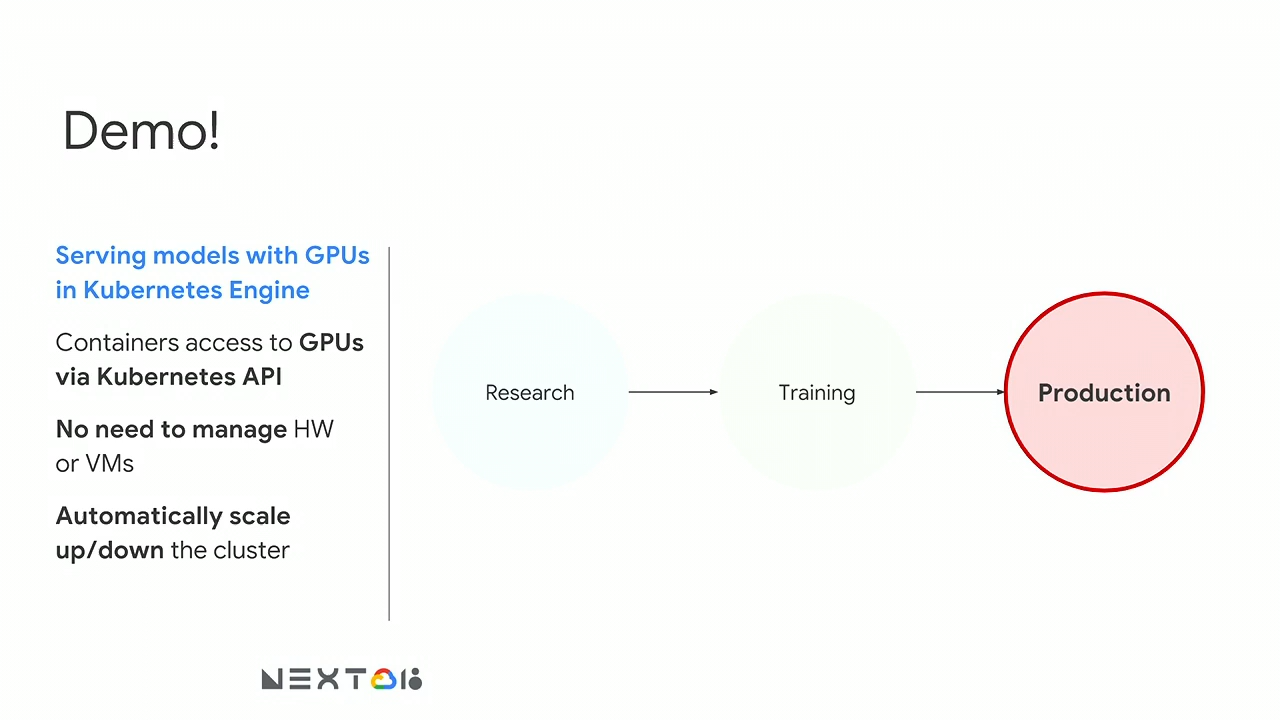 Demo!
Serving models with GPUs
in Kubernetes Engine
Containers access to GPUs
via Kubernetes API
No need to manage HW
or VMs
Automatically scale
up/down the cluster
Research
Training
Production
NEXT 18